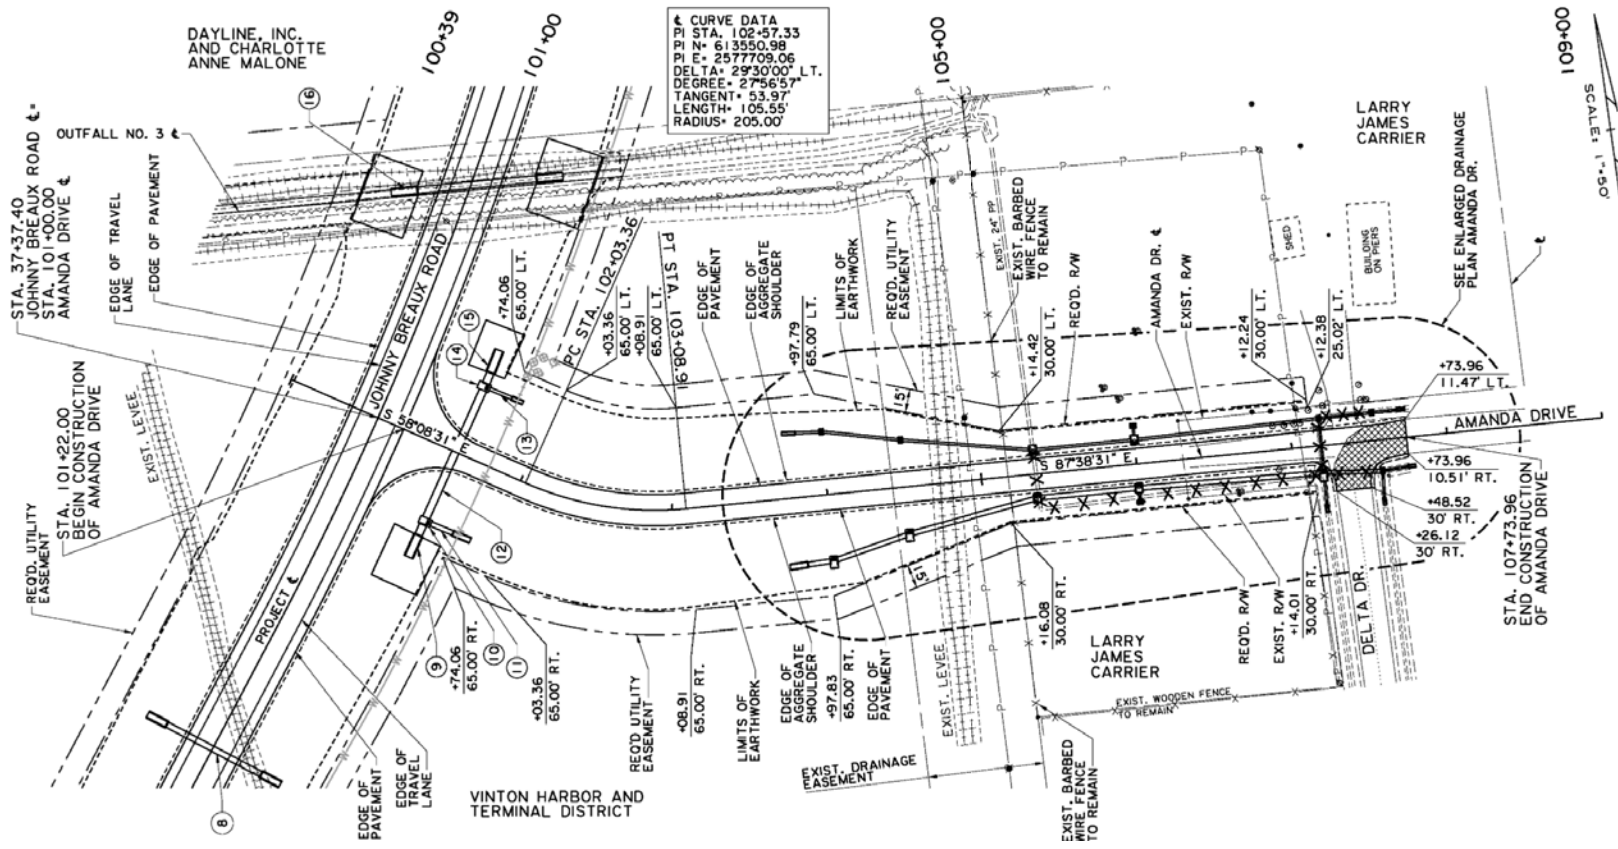 DAYLINE, INC.
AND CHARLOTTE
ANNE MALONE
100+39
101+00
℄ CURVE DATA
PI STA. 102+57.33
PI N= 613550.98
PI E= 2577709.06
DELTA= 29°30'00" LT.
DEGREE= 27°56'57"
TANGENT= 53.97'
LENGTH= 105.55'
RADIUS= 205.00'
105+00
109+00
SCALE: 1"=50'
LARRY
JAMES
CARRIER
16
OUTFALL NO. 3 ℄
STA. 37+37.40
JOHNNY BREAUX ROAD ℄ =
STA. 101+00.00
AMANDA DRIVE ℄
EDGE OF TRAVEL
LANE
EDGE OF PAVEMENT
JOHNNY BREAUX ROAD
+74.06
65.00' LT.
PC STA. 102+03.36
+03.36
65.00' LT.
+08.91
65.00' LT.
PT STA. 103+08.91
EDGE OF
PAVEMENT
EDGE OF
AGGREGATE
SHOULDER
+97.79
65.00' LT.
LIMITS OF
EARTHWORK
REQ'D. UTILITY
EASEMENT
EXIST. 24" PP
EXIST. BARBED
WIRE FENCE
TO REMAIN
+14.42
30.00' LT.
REQ'D. R/W
AMANDA DR. ℄
EXIST. R/W
SHED
BUILDING
ON PIERS
+12.24
30.00' LT.
+12.38
25.02' LT.
SEE ENLARGED DRAINAGE
PLAN AMANDA DR.
℄
+73.96
11.47' LT.
AMANDA DRIVE
15
14
13
S 58°08'31" E
15'
S 87°38'31" E
+73.96
10.51' RT.
+48.52
30' RT.
+26.12
30' RT.
STA. 107+73.96
END CONSTRUCTION
OF AMANDA DRIVE
EXIST. LEVEE
STA. 101+22.00
BEGIN CONSTRUCTION
OF AMANDA DRIVE
REQ'D. UTILITY
EASEMENT
PROJECT ℄
12
9
+74.06
65.00' RT.
10
11
+03.36
65.00' RT.
REQ'D UTILITY
EASEMENT
+08.91
65.00' RT.
LIMITS OF
EARTHWORK
EDGE OF
AGGREGATE
SHOULDER
+97.83
65.00' RT.
EDGE OF
PAVEMENT
15'
EXIST. LEVEE
+16.08
30.00' RT.
LARRY
JAMES
CARRIER
REQ'D. R/W
EXIST. R/W
+14.01
30.00' RT.
DELTA DR.
EXIST. WOODEN FENCE
TO REMAIN
8
EDGE OF
PAVEMENT
EDGE OF
TRAVEL
LANE
VINTON HARBOR AND
TERMINAL DISTRICT
EXIST. DRAINAGE
EASEMENT
EXIST. BARBED
WIRE FENCE
TO REMAIN